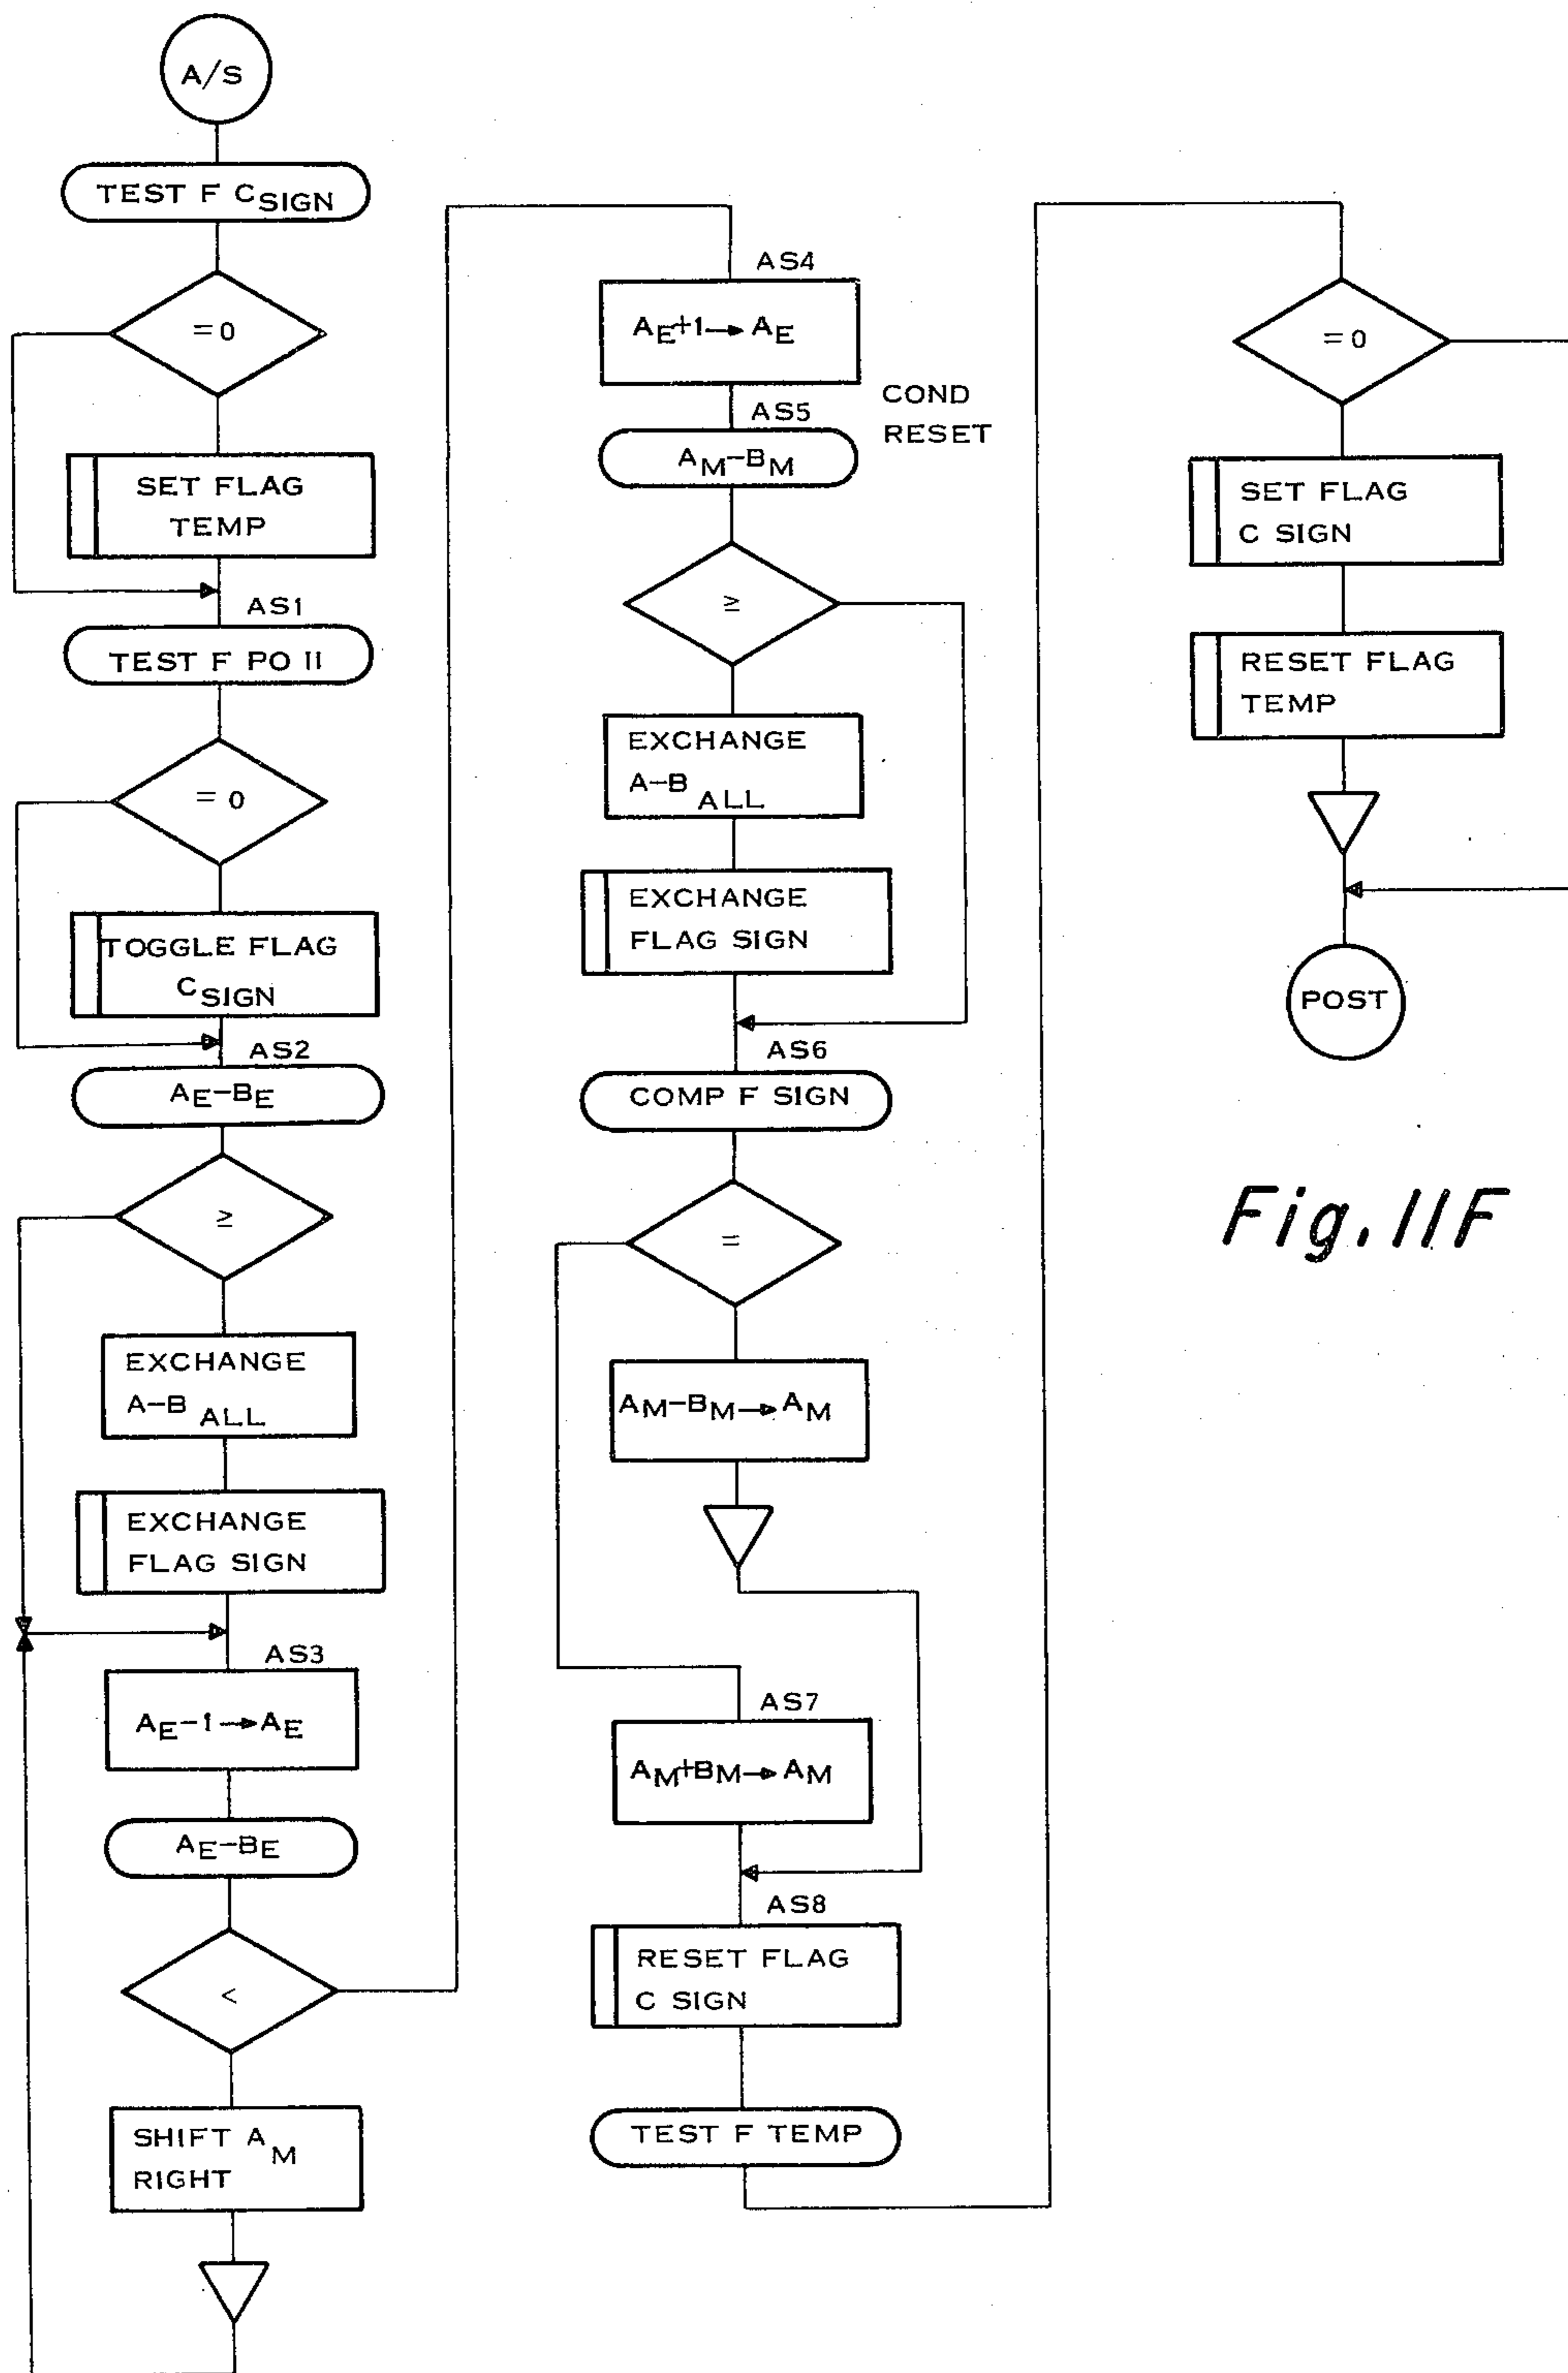 A/S
TEST F CSIGN
= 0
SET FLAG
TEMP
AS1
TEST F PO II
= 0
TOGGLE FLAG
CSIGN
AS2
AE-BE
≥
EXCHANGE
A-B ALL
EXCHANGE
FLAG SIGN
AS3
AE-1→AE
AE-BE
<
SHIFT AM
RIGHT
AS4
AE+1→AE
COND
RESET
AS5
AM-BM
≥
EXCHANGE
A-B ALL
EXCHANGE
FLAG SIGN
AS6
COMP F SIGN
=
AM-BM→AM
AS7
AM+BM→AM
AS8
RESET FLAG
C SIGN
TEST F TEMP
= 0
SET FLAG
C SIGN
RESET FLAG
TEMP
POST
Fig. 11F